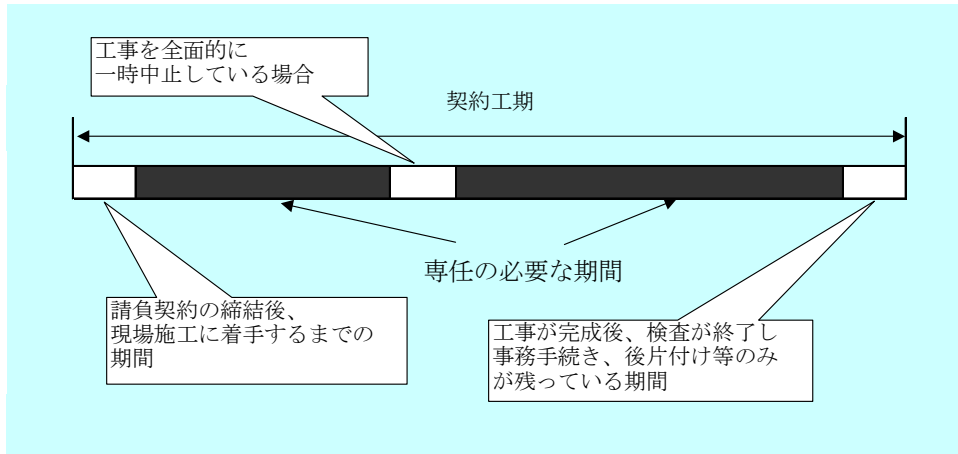 工事を全面的に
一時中止している場合
契約工期
専任の必要な期間
請負契約の締結後、
現場施工に着手するまでの
期間
工事が完成後、検査が終了し
事務手続き、後片付け等のみ
が残っている期間